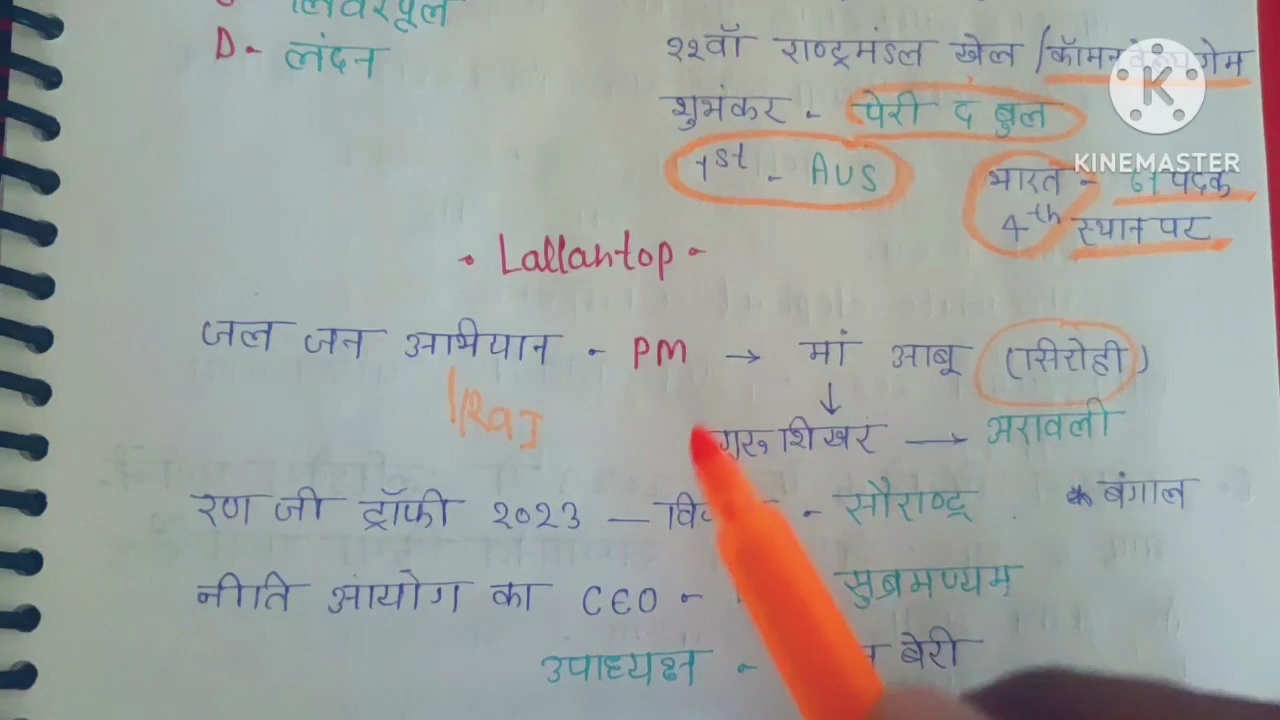 लिवरपूल
D- लंदन
22वाँ राष्ट्रमंडल खेल / कॉमनवेल्थ गेम
शुभंकर - पेरी द बुल
1st - AUS
भारत - 61 पदक
4th स्थान पर
KINEMASTER
• Lallantop •
जल जन अभियान - PM → मां आबू (सिरोही)
↓
Raj
गुरु शिखर → अरावली
रण जी ट्रॉफी 2023 - सौराष्ट्र बंगाल
नीति आयोग का CEO - सुब्रमण्यम
उपाध्यक्ष - बेरी